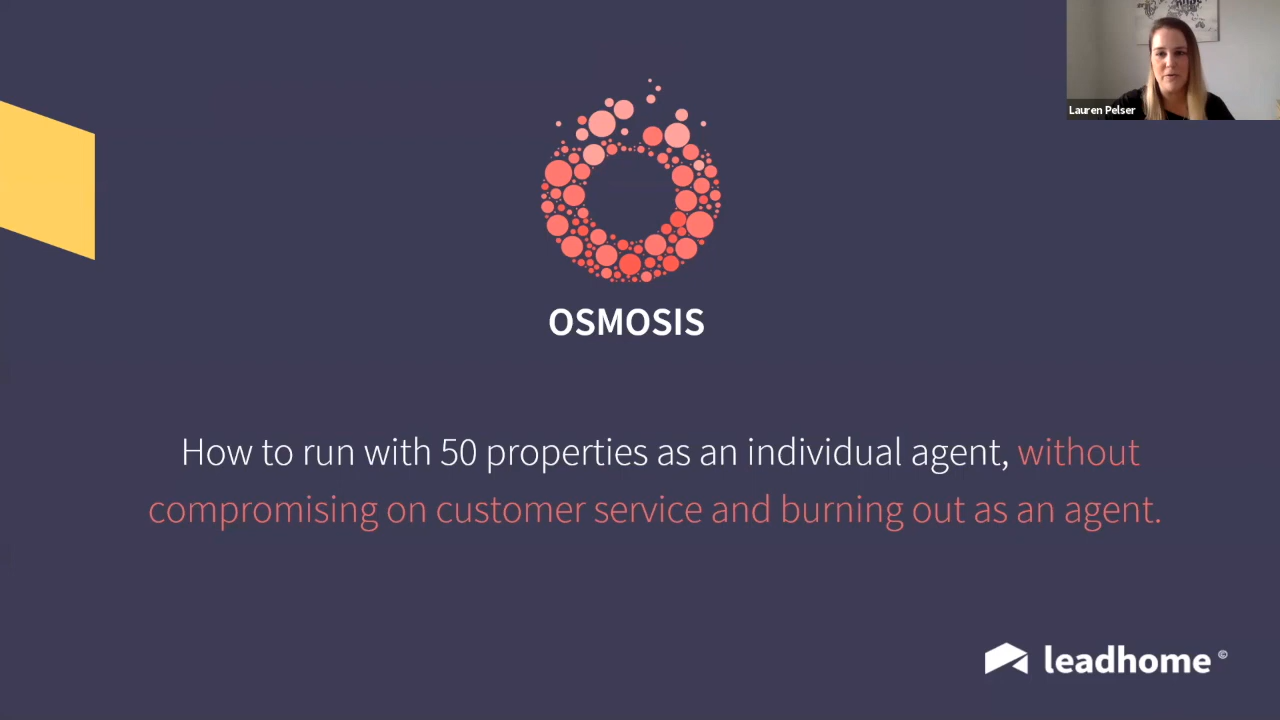 Lauren Pelser
OSMOSIS
How to run with 50 properties as an individual agent, without
compromising on customer service and burning out as an agent.
leadhome ©